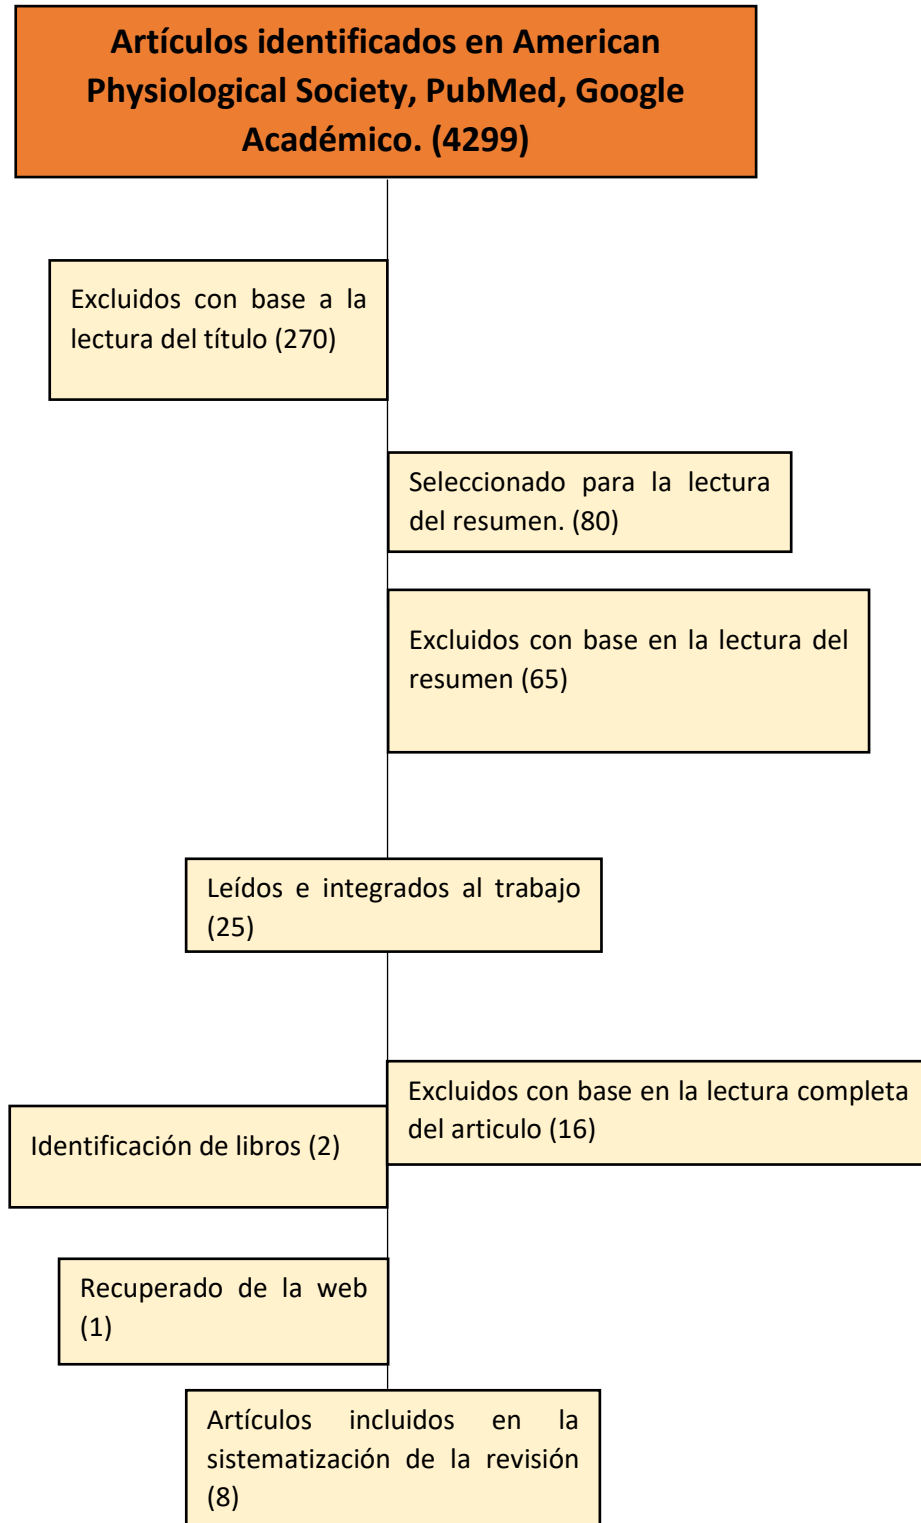 Artículos identificados en American
Physiological Society, PubMed, Google
Académico. (4299)
Excluidos con base a la
lectura del título (270)
Seleccionado para la lectura
del resumen. (80)
Excluidos con base en la lectura del
resumen (65)
Leídos e integrados al trabajo
(25)
Excluidos con base en la lectura completa
del articulo (16)
Identificación de libros (2)
Recuperado de la web
(1)
Artículos incluidos en la
sistematización de la revisión
(8)